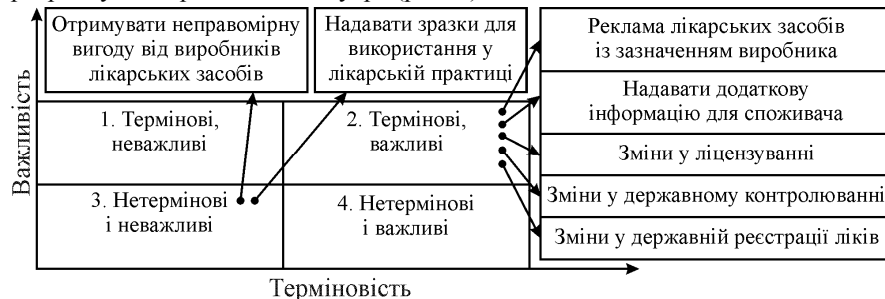 Отримувати неправомірну
вигоду від виробників
лікарських засобів
Надавати зразки для
використання у
лікарській практиці
Реклама лікарських засобів
із зазначенням виробника
Надавати додаткову
інформацію для споживача
Зміни у ліцензуванні
Зміни у державному контролюванні
Зміни у державній реєстрації ліків
1. Термінові,
неважливі
2. Термінові,
важливі
3. Нетермінові
і неважливі
4. Нетермінові
і важливі
Важливість
Терміновість